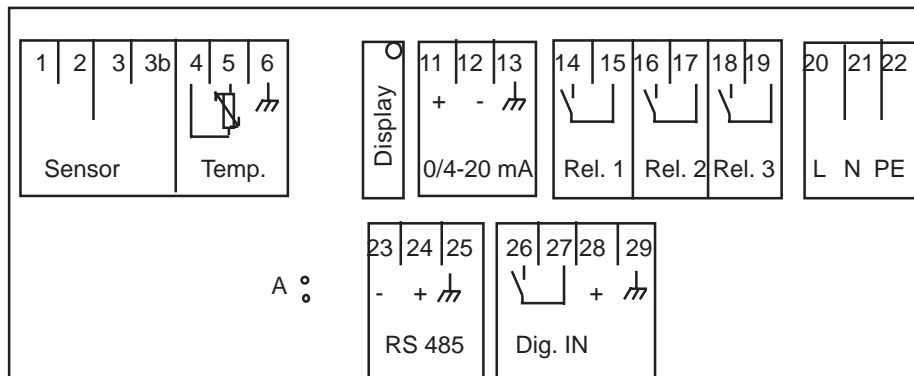 1 2 3 3b 4 5 6 11 12 13 14 15 16 17 18 19 20 21 22
+ -
Display
Sensor Temp. 0/4-20 mA Rel. 1 Rel. 2 Rel. 3 L N PE
23 24 25 26 27 28 29
A
- + +
RS 485 Dig. IN